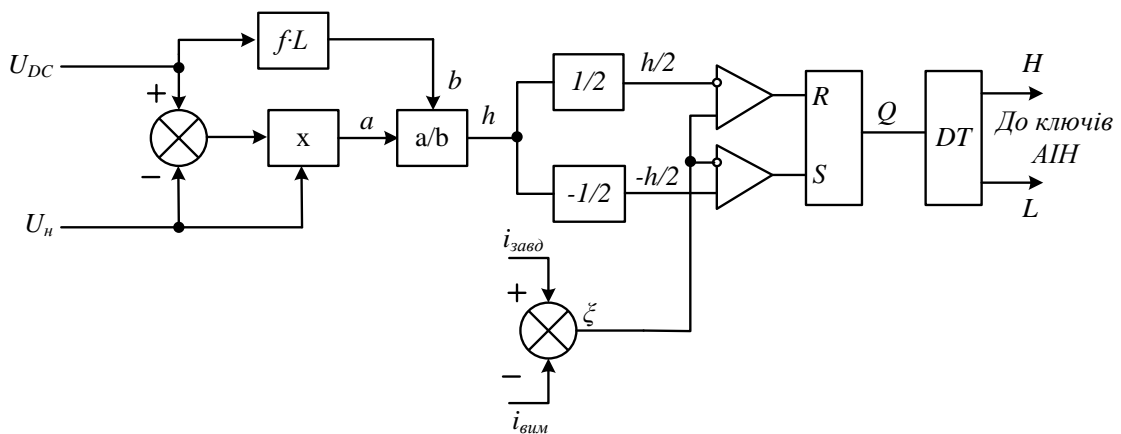 U_DC
f·L
b
+
−
x
a
a/b
h
U_н
1/2
h/2
-1/2
-h/2
R
S
Q
DT
H
До ключів
АІН
L
i_завд
+
ξ
−
i_вим